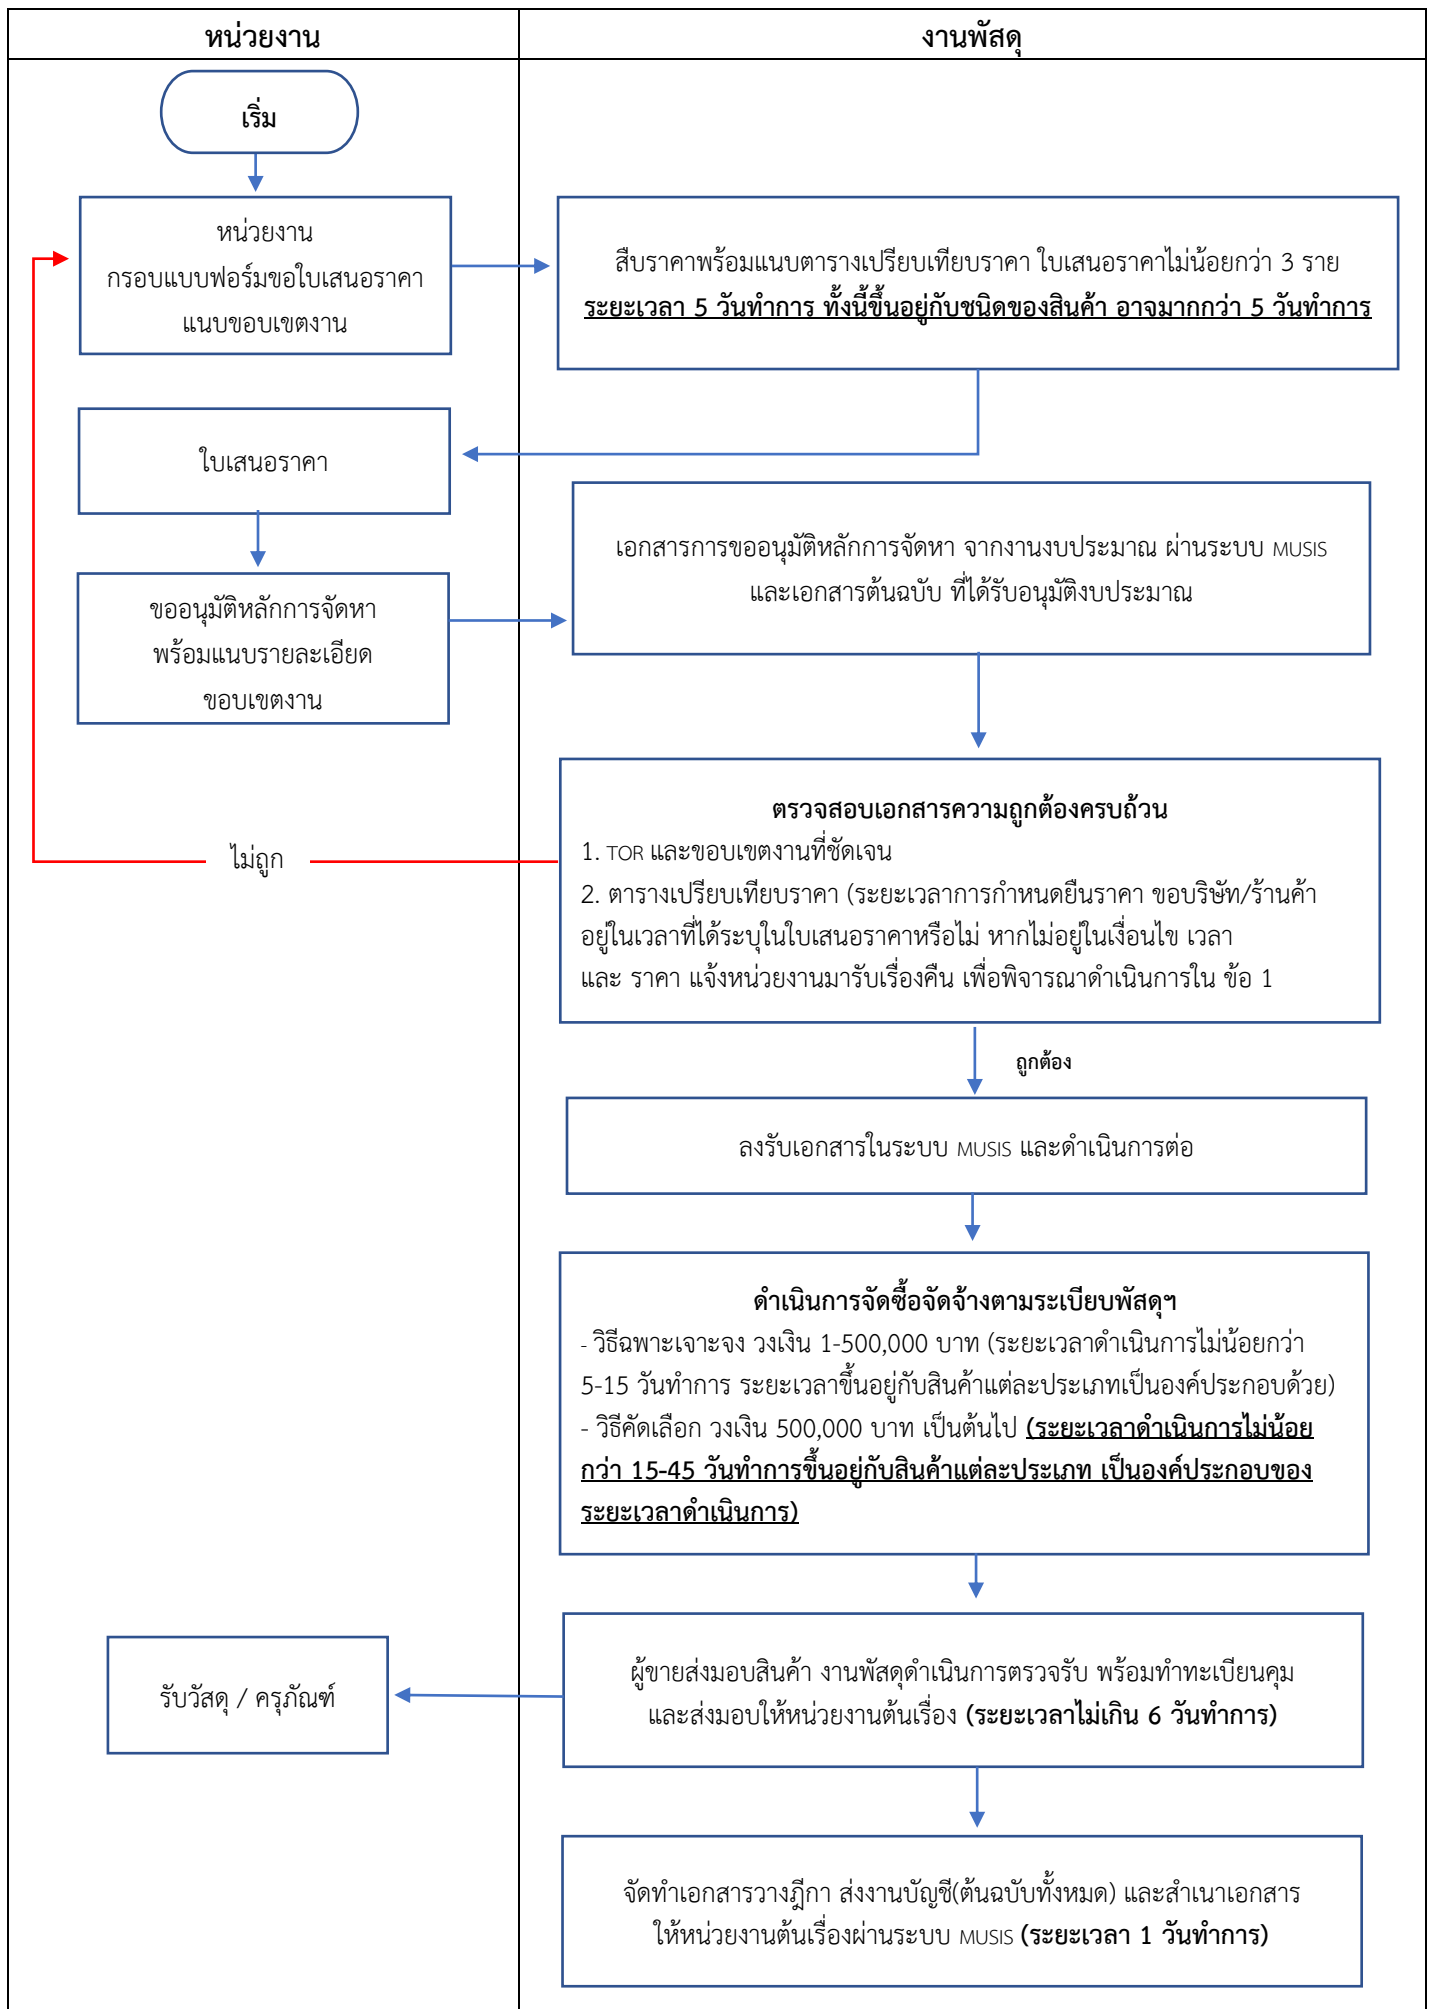 หน่วยงาน
งานพัสดุ
เริ่ม
หน่วยงาน
กรอบแบบฟอร์มขอใบเสนอราคา
แนบขอบเขตงาน
สืบราคาพร้อมแนบตารางเปรียบเทียบราคา ใบเสนอราคาไม่น้อยกว่า 3 ราย
ระยะเวลา 5 วันทำการ ทั้งนี้ขึ้นอยู่กับชนิดของสินค้า อาจมากกว่า 5 วันทำการ
ใบเสนอราคา
เอกสารการขออนุมัติหลักการจัดหา จากงานงบประมาณ ผ่านระบบ MUSIS
และเอกสารต้นฉบับ ที่ได้รับอนุมัติงบประมาณ
ขออนุมัติหลักการจัดหา
พร้อมแนบรายละเอียด
ขอบเขตงาน
ตรวจสอบเอกสารความถูกต้องครบถ้วน
1. TOR และขอบเขตงานที่ชัดเจน
2. ตารางเปรียบเทียบราคา (ระยะเวลาการกำหนดยืนราคา ขอบริษัท/ร้านค้า
อยู่ในเวลาที่ได้ระบุในใบเสนอราคาหรือไม่ หากไม่อยู่ในเงื่อนไข เวลา
และ ราคา แจ้งหน่วยงานมารับเรื่องคืน เพื่อพิจารณาดำเนินการใน ข้อ 1
ไม่ถูก
ถูกต้อง
ลงรับเอกสารในระบบ MUSIS และดำเนินการต่อ
ดำเนินการจัดซื้อจัดจ้างตามระเบียบพัสดุฯ
- วิธีฉพาะเจาะจง วงเงิน 1-500,000 บาท (ระยะเวลาดำเนินการไม่น้อยกว่า
5-15 วันทำการ ระยะเวลาขึ้นอยู่กับสินค้าแต่ละประเภทเป็นองค์ประกอบด้วย)
- วิธีคัดเลือก วงเงิน 500,000 บาท เป็นต้นไป (ระยะเวลาดำเนินการไม่น้อย
กว่า 15-45 วันทำการขึ้นอยู่กับสินค้าแต่ละประเภท เป็นองค์ประกอบของ
ระยะเวลาดำเนินการ)
ผู้ขายส่งมอบสินค้า งานพัสดุดำเนินการตรวจรับ พร้อมทำทะเบียนคุม
และส่งมอบให้หน่วยงานต้นเรื่อง (ระยะเวลาไม่เกิน 6 วันทำการ)
รับวัสดุ / ครุภัณฑ์
จัดทำเอกสารวางฎีกา ส่งงานบัญชี(ต้นฉบับทั้งหมด) และสำเนาเอกสาร
ให้หน่วยงานต้นเรื่องผ่านระบบ MUSIS (ระยะเวลา 1 วันทำการ)